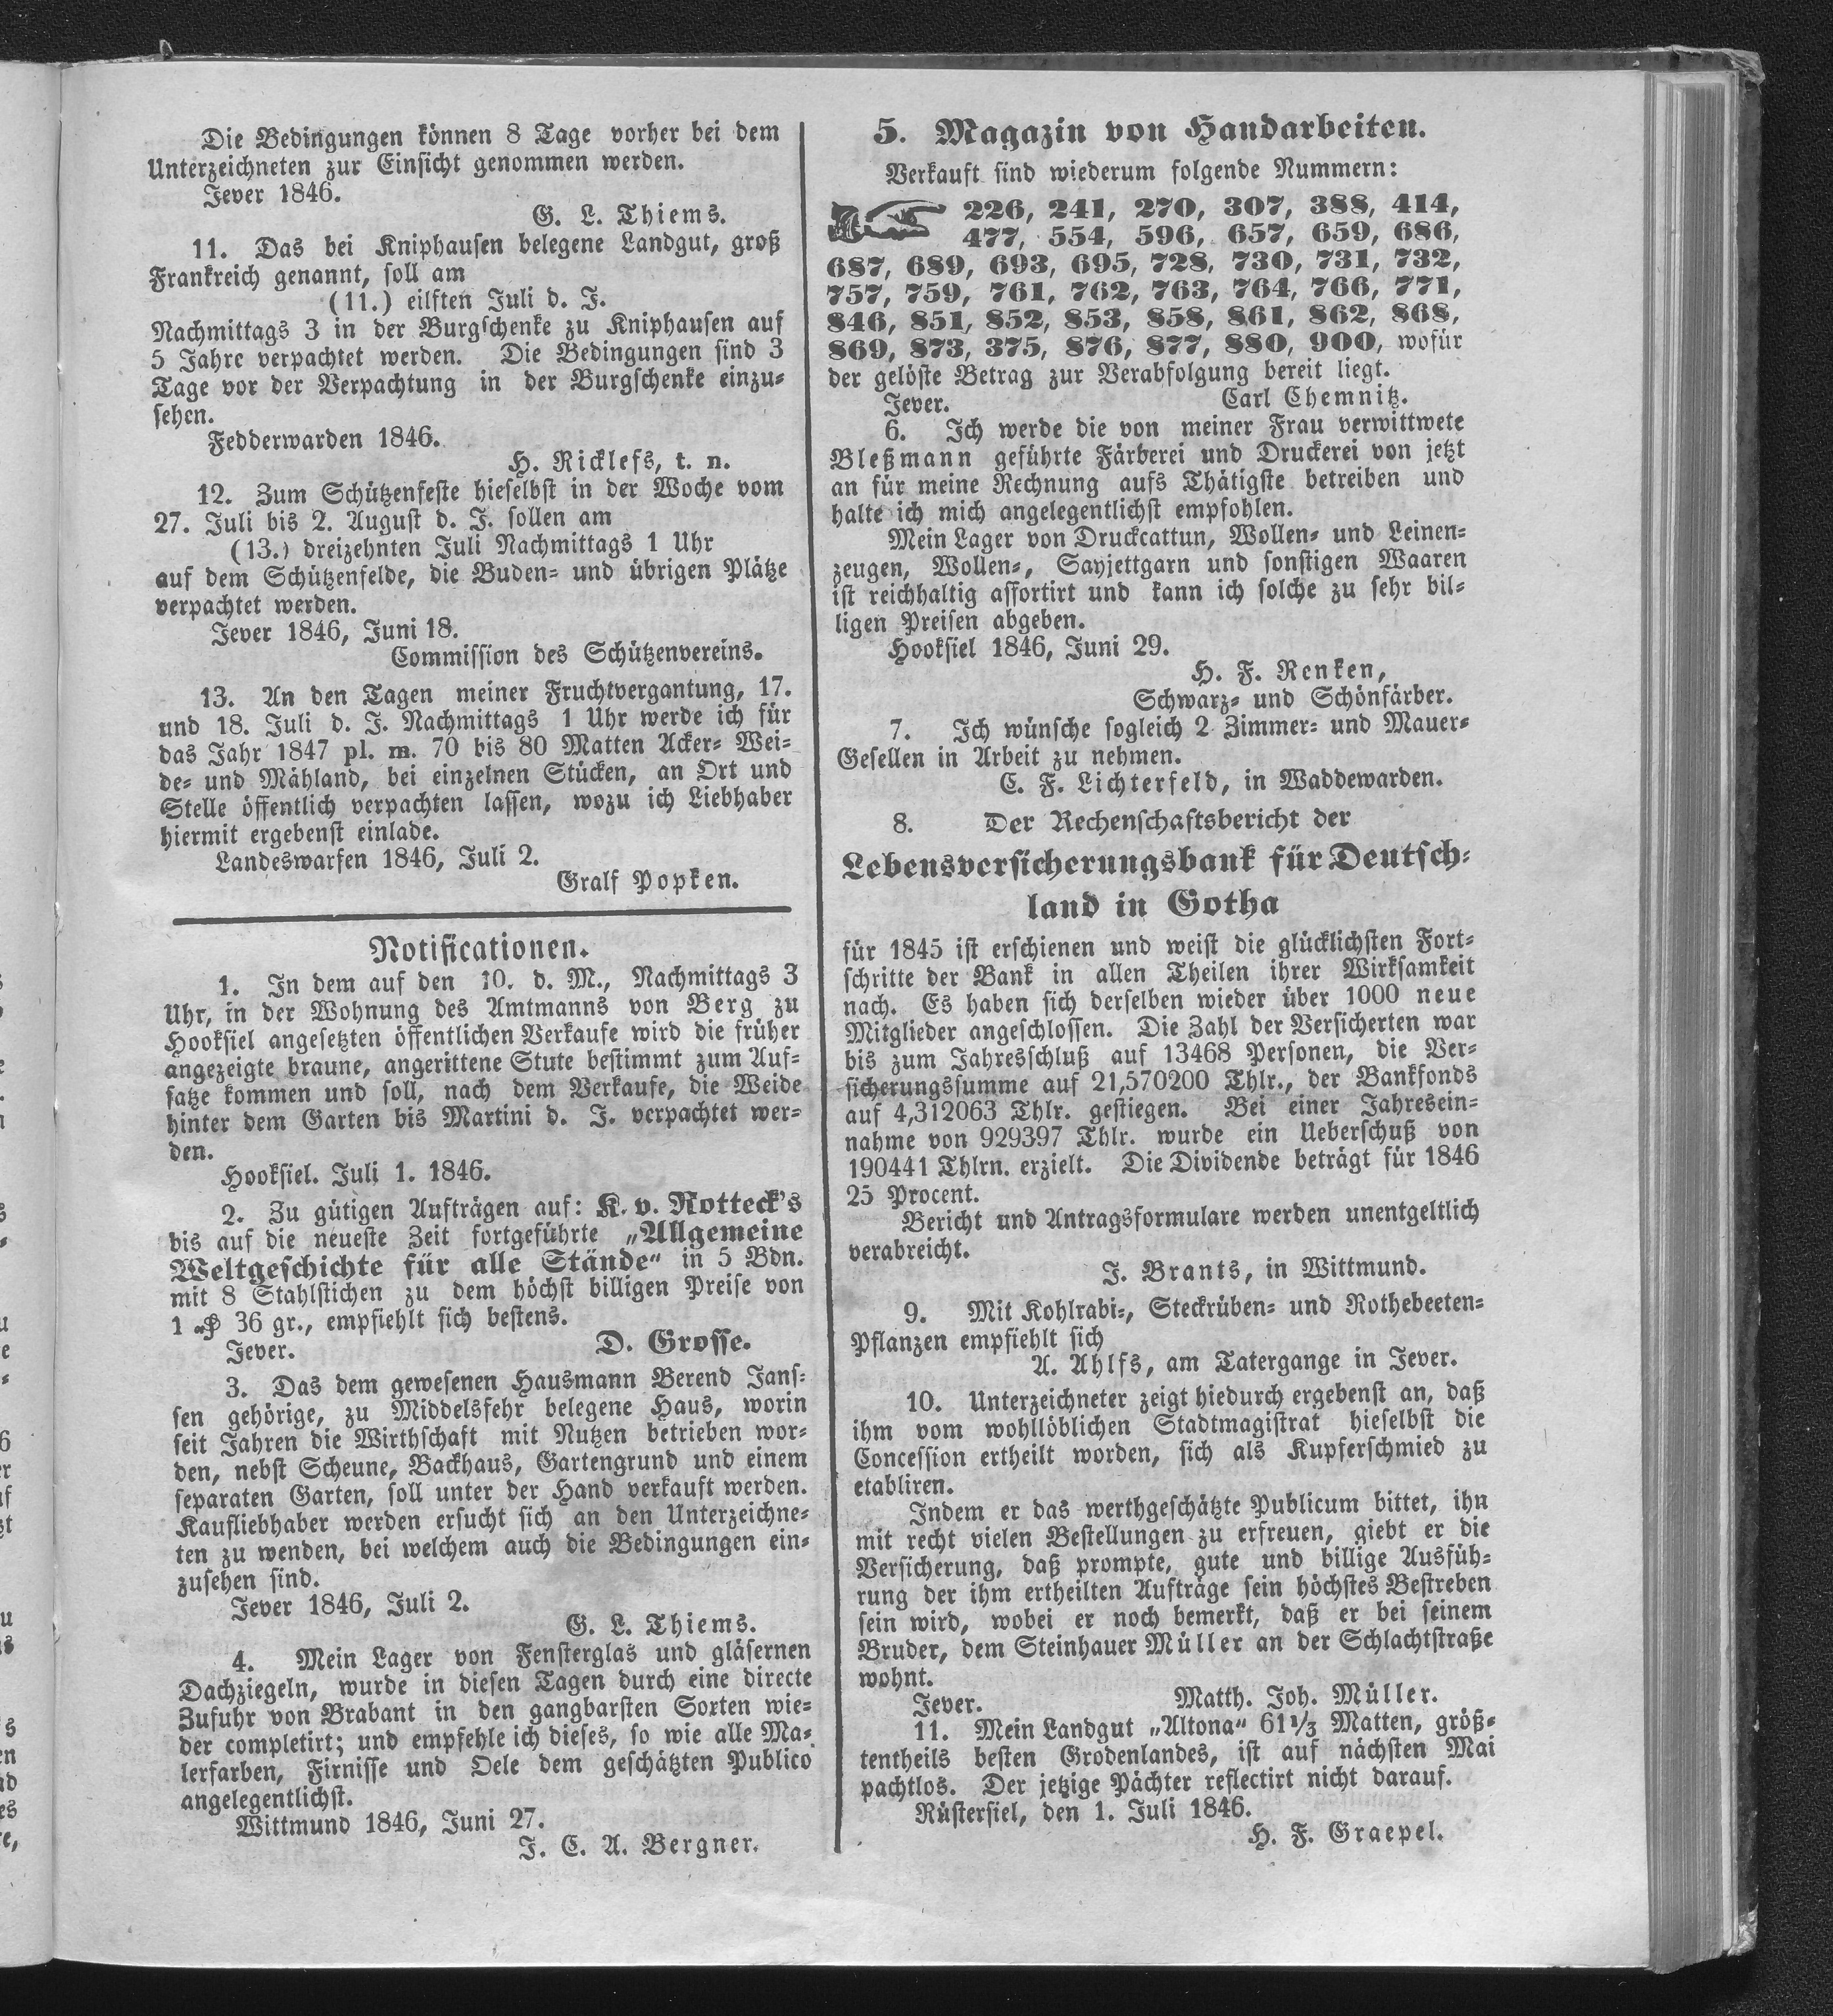 Die Bedingungen können 8 Tage vorher bei dem
Unterzeichneten zur Einsicht genommen werden.
Jever 1846.
G. L. Thiems.
11. Das bei Kniphausen belegene Landgut, groß
Frankreich genannt, soll am
(11.) eilften Juli d. J.
Nachmittags 3 in der Burgschenke zu Kniphausen auf
5 Jahre verpachtet werden. Die Bedingungen sind 3
Tage vor der Verpachtung in der Burgschenke einzu-
sehen.
Fedderwarden 1846.
H. Ricklefs, t. n.
12. Zum Schützenfeste hieselbst in der Woche vom
27. Juli bis 2. August d. J. sollen am
(13.) dreizehnten Juli Nachmittags 1 Uhr
auf dem Schützenfelde, die Buden- und übrigen Plätze
verpachtet werden.
Jever 1846, Juni 18.
Commission des Schützenvereins.
13. An den Tagen meiner Fruchtvergantung, 17.
und 18. Juli d. J. Nachmittags 1 Uhr werde ich für
das Jahr 1847 pl. m. 70 bis 80 Matten Acker- Wei-
de- und Mähland, bei einzelnen Stücken, an Ort und
Stelle öffentlich verpachten lassen, wozu ich Liebhaber
hiermit ergebenst einlade.
Landeswarfen 1846, Juli 2.
Gralf Popken.
Notificationen.
1. In dem auf den 10. d. M., Nachmittags 3
Uhr, in der Wohnung des Amtmanns von Berg zu
Hooksiel angesetzten öffentlichen Verkaufe wird die früher
angezeigte braune, angerittene Stute bestimmt zum Auf-
satze kommen und soll, nach dem Verkaufe, die Weide
hinter dem Garten bis Martini d. J. verpachtet wer-
den.
Hooksiel. Juli 1. 1846.
2. Zu gütigen Aufträgen auf: K. v. Rotteck's
bis auf die neueste Zeit fortgeführte „Allgemeine
Weltgeschichte für alle Stände“ in 5 Bdn.
mit 8 Stahlstichen zu dem höchst billigen Preise von
1 ₰ 36 gr., empfiehlt sich bestens.
Jever. D. Grosse.
3. Das dem gewesenen Hausmann Berend Jans-
sen gehörige, zu Middelsfehr belegene Haus, worin
seit Jahren die Wirthschaft mit Nutzen betrieben wor-
den, nebst Scheune, Backhaus, Gartengrund und einem
separaten Garten, soll unter der Hand verkauft werden.
Kaufliebhaber werden ersucht sich an den Unterzeichne-
ten zu wenden, bei welchem auch die Bedingungen ein-
zusehen sind.
Jever 1846, Juli 2.
G. L. Thiems.
4. Mein Lager von Fensterglas und gläsernen
Dachziegeln, wurde in diesen Tagen durch eine directe
Zufuhr von Brabant in den gangbarsten Sorten wie-
der completirt; und empfehle ich dieses, so wie alle Ma-
lerfarben, Firnisse und Oele dem geschätzten Publico
angelegentlichst.
Wittmund 1846, Juni 27.
J. C. A. Bergner.
5. Magazin von Handarbeiten.
Verkauft sind wiederum folgende Nummern:
226, 241, 270, 307, 388, 414,
477, 554, 596, 657, 659, 686,
687, 689, 693, 695, 728, 730, 731, 732,
757, 759, 761, 762, 763, 764, 766, 771,
846, 851, 852, 853, 858, 861, 862, 868,
869, 873, 375, 876, 877, 880, 900, wofür
der gelöste Betrag zur Verabfolgung bereit liegt.
Jever. Carl Chemnitz.
6. Ich werde die von meiner Frau verwittwete
Bleßmann geführte Färberei und Druckerei von jetzt
an für meine Rechnung aufs Thätigste betreiben und
halte ich mich angelegentlichst empfohlen.
Mein Lager von Druckcattun, Wollen- und Leinen-
zeugen, Wollen-, Sayjettgarn und sonstigen Waaren
ist reichhaltig assortirt und kann ich solche zu sehr bil-
ligen Preisen abgeben.
Hooksiel 1846, Juni 29.
H. F. Renken,
Schwarz- und Schönfärber.
7. Ich wünsche sogleich 2 Zimmer- und Mauer-
Gesellen in Arbeit zu nehmen.
C. F. Lichterfeld, in Waddewarden.
8. Der Rechenschaftsbericht der
Lebensversicherungsbank für Deutsch-
land in Gotha
für 1845 ist erschienen und weist die glücklichsten Fort-
schritte der Bank in allen Theilen ihrer Wirksamkeit
nach. Es haben sich derselben wieder über 1000 neue
Mitglieder angeschlossen. Die Zahl der Versicherten war
bis zum Jahresschluß auf 13468 Personen, die Ver-
sicherungssumme auf 21,570200 Thlr., der Bankfonds
auf 4,312063 Thlr. gestiegen. Bei einer Jahresein-
nahme von 929397 Thlr. wurde ein Ueberschuß von
190441 Thlrn. erzielt. Die Dividende beträgt für 1846
25 Procent.
Bericht und Antragsformulare werden unentgeltlich
verabreicht.
J. Brants, in Wittmund.
9. Mit Kohlrabi-, Steckrüben- und Rothebeeten-
Pflanzen empfiehlt sich
A. Ahlfs, am Tatergange in Jever.
10. Unterzeichneter zeigt hiedurch ergebenst an, daß
ihm vom wohllöblichen Stadtmagistrat hieselbst die
Concession ertheilt worden, sich als Kupferschmied zu
etabliren.
Indem er das werthgeschätzte Publicum bittet, ihn
mit recht vielen Bestellungen zu erfreuen, giebt er die
Versicherung, daß prompte, gute und billige Ausfüh-
rung der ihm ertheilten Aufträge sein höchstes Bestreben
sein wird, wobei er noch bemerkt, daß er bei seinem
Bruder, dem Steinhauer Müller an der Schlachtstraße
wohnt.
Jever. Matth. Joh. Müller.
11. Mein Landgut „Altona“ 61⅓ Matten, größ-
tentheils besten Grodenlandes, ist auf nächsten Mai
pachtlos. Der jetzige Pächter reflectirt nicht darauf.
Rüstersiel, den 1. Juli 1846.
H. F. Graepel.